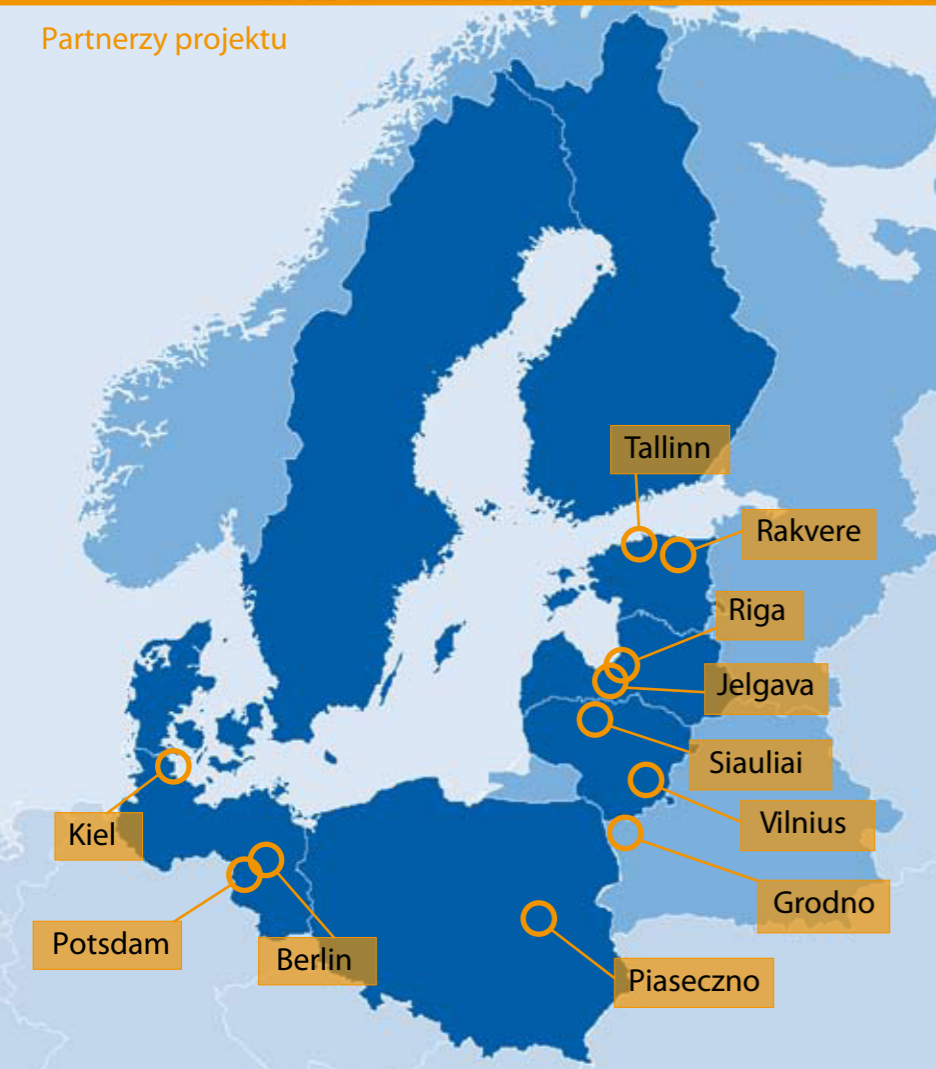 Partnerzy projektu
Tallinn
Rakvere
Riga
Jelgava
Siauliai
Vilnius
Kiel
Grodno
Potsdam
Berlin
Piaseczno